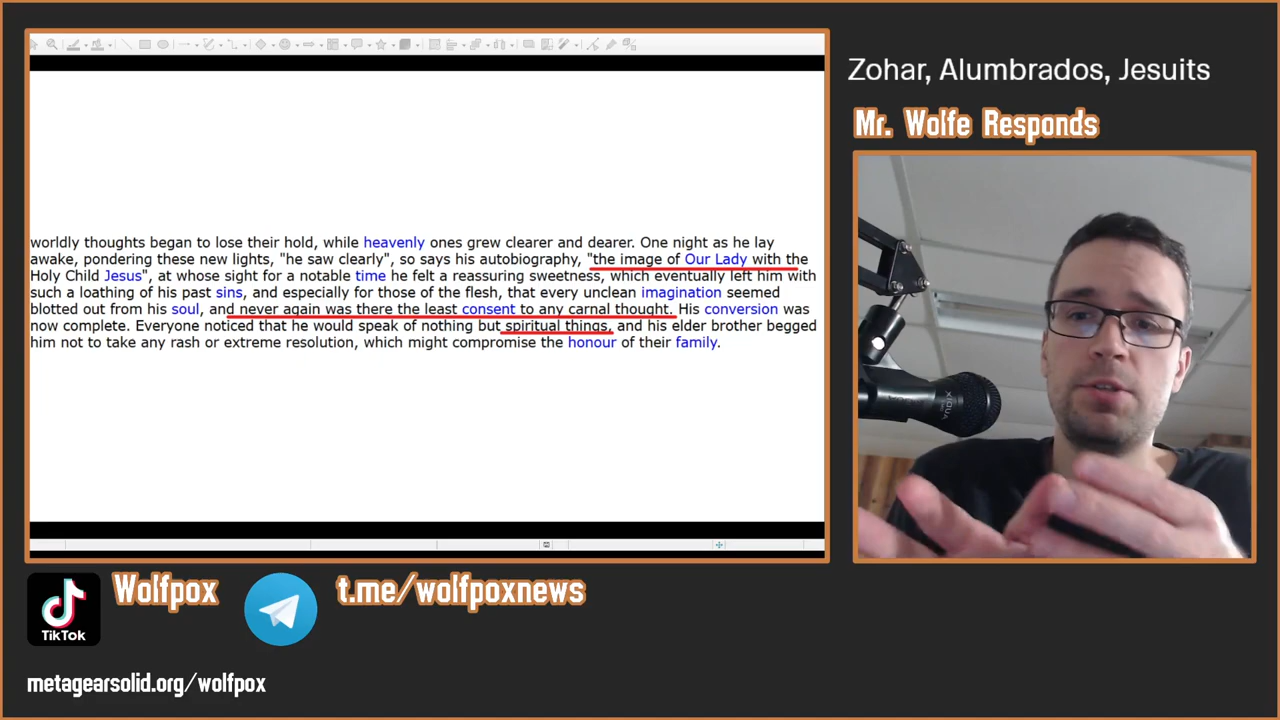 Zohar, Alumbrados, Jesuits
Mr. Wolfe Responds
worldly thoughts began to lose their hold, while heavenly ones grew clearer and dearer. One night as he lay
awake, pondering these new lights, "he saw clearly", so says his autobiography, "the image of Our Lady with the
Holy Child Jesus", at whose sight for a notable time he felt a reassuring sweetness, which eventually left him with
such a loathing of his past sins, and especially for those of the flesh, that every unclean imagination seemed
blotted out from his soul, and never again was there the least consent to any carnal thought. His conversion was
now complete. Everyone noticed that he would speak of nothing but spiritual things, and his elder brother begged
him not to take any rash or extreme resolution, which might compromise the honour of their family.
TikTok
Wolfpox
t.me/wolfpoxnews
metagearsolid.org/wolfpox